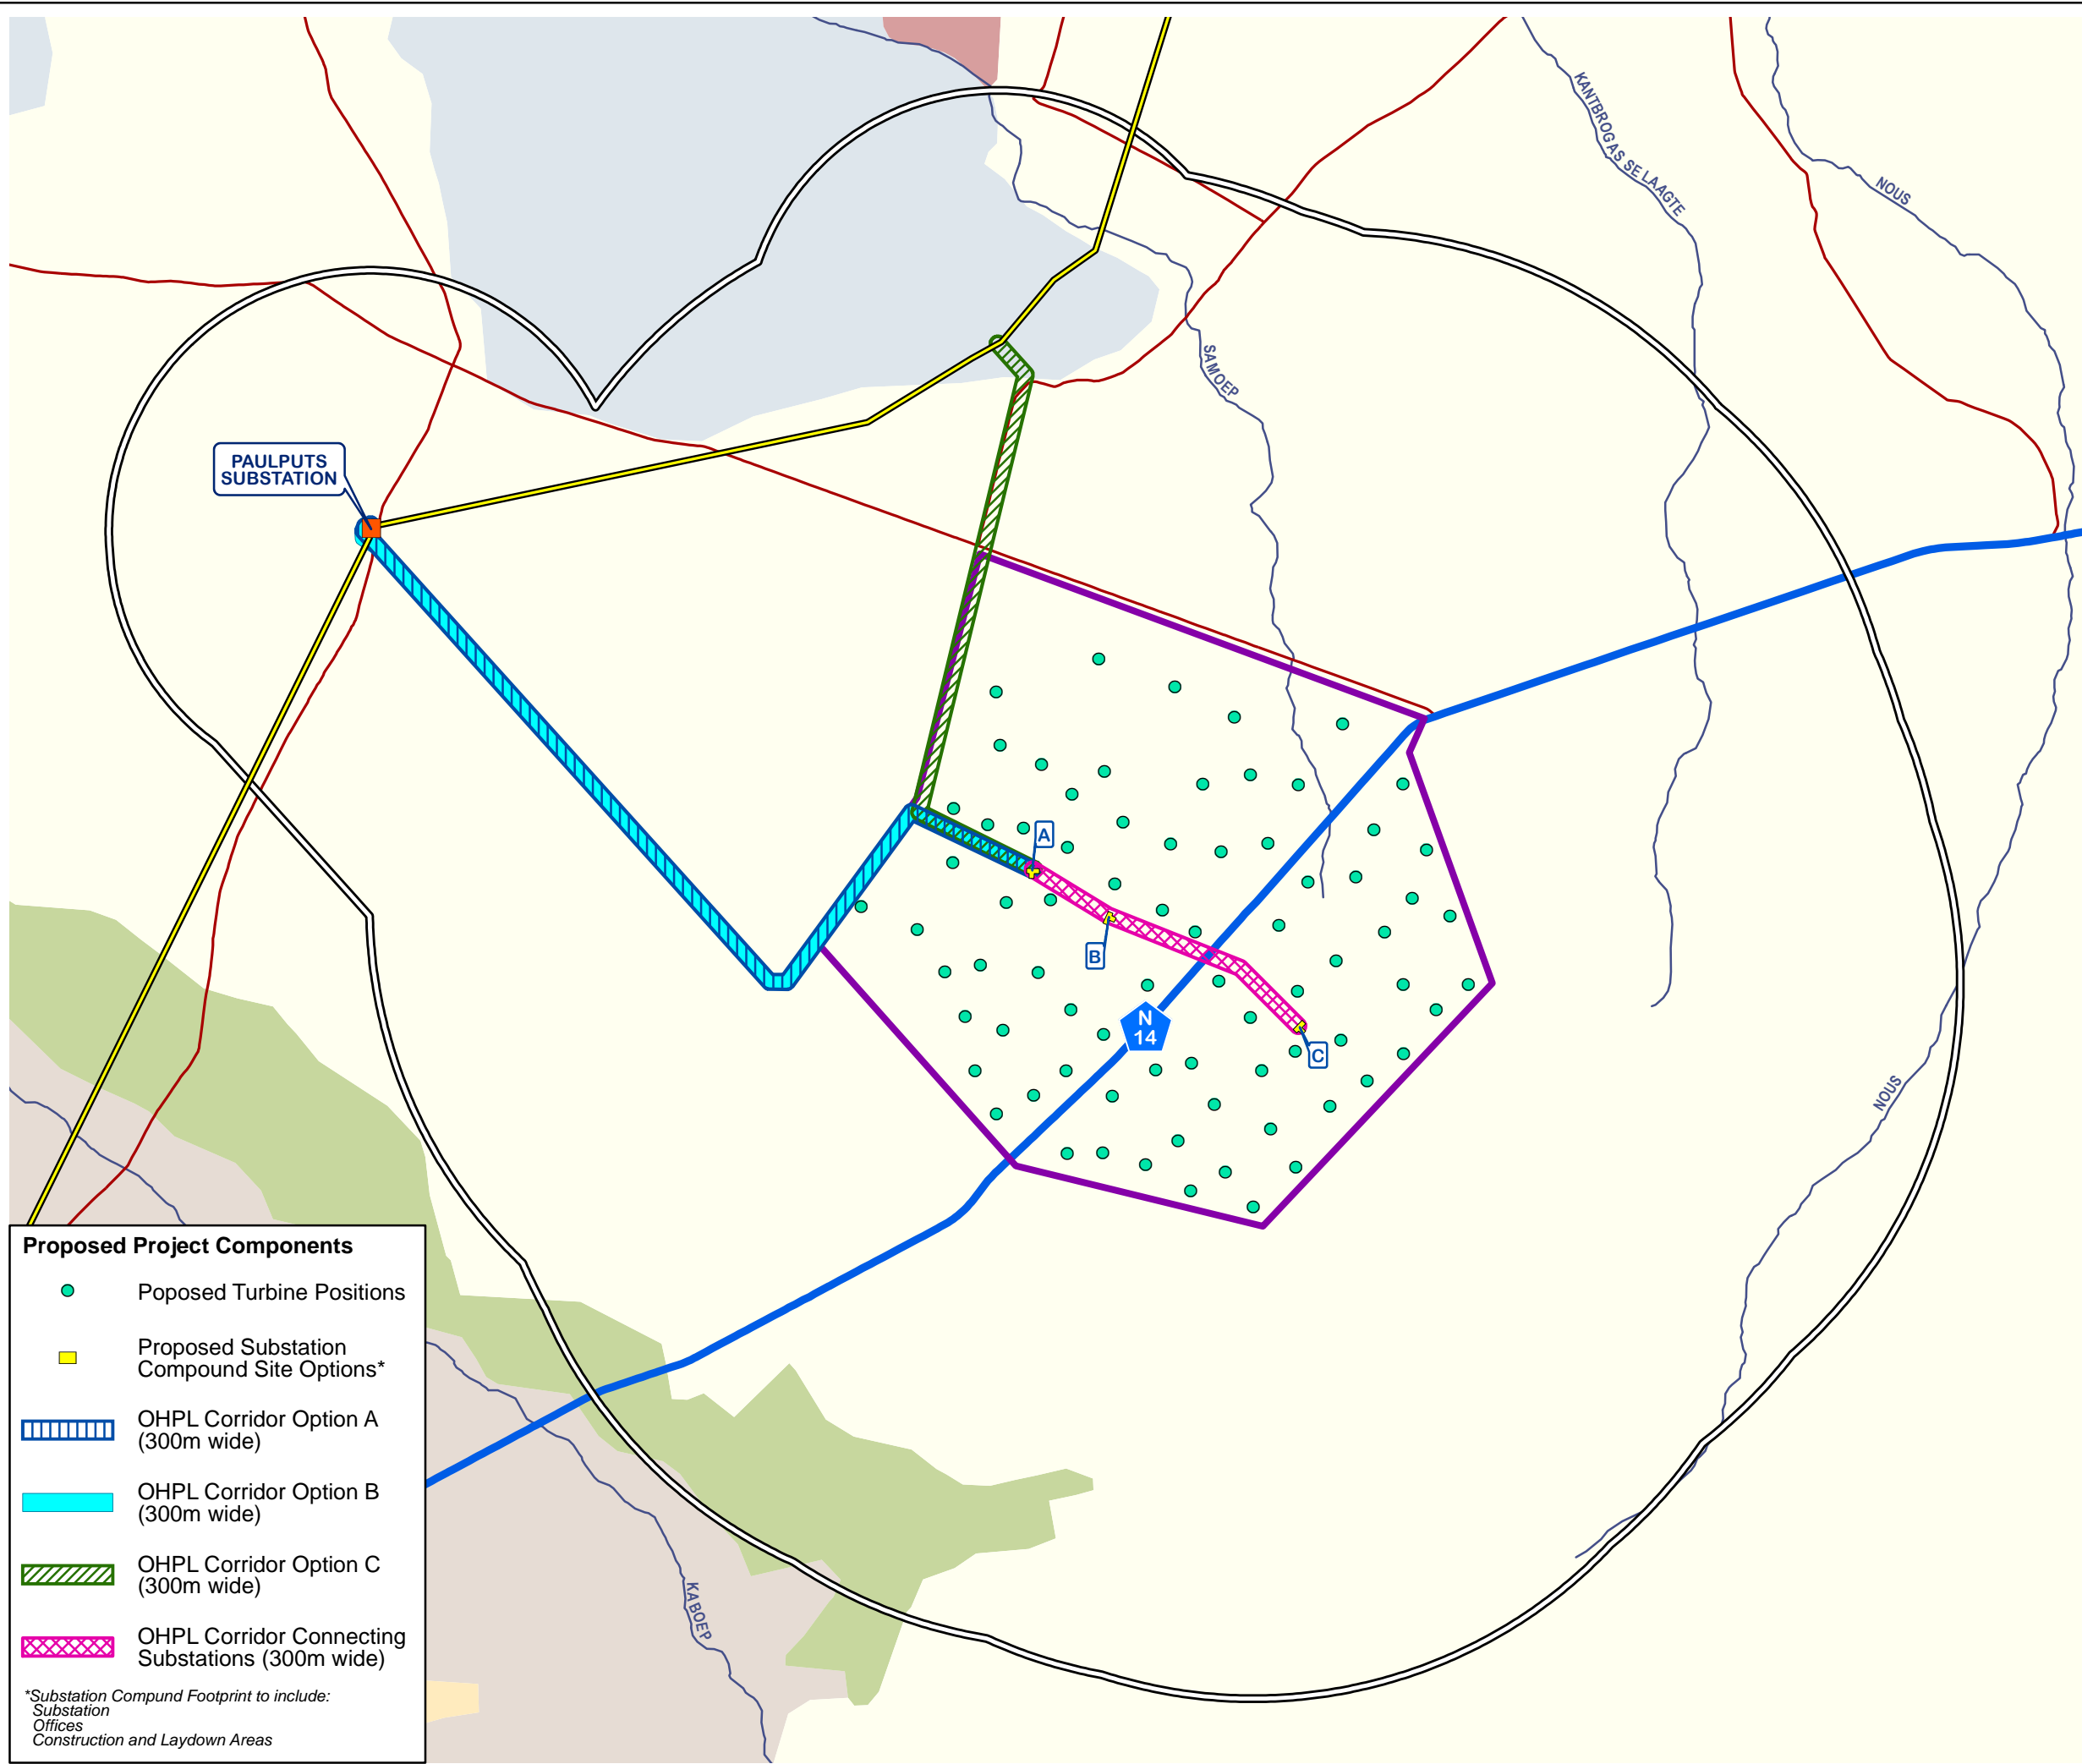 KANTBROGAS SE LAAGTE
NOUS
SAMOEP
PAULPUTS
SUBSTATION
A
B
N
14
C
NOUS
KABOEP
Proposed Project Components
Poposed Turbine Positions
Proposed Substation
Compound Site Options*
OHPL Corridor Option A
(300m wide)
OHPL Corridor Option B
(300m wide)
OHPL Corridor Option C
(300m wide)
OHPL Corridor Connecting
Substations (300m wide)
*Substation Compund Footprint to include:
Substation
Offices
Construction and Laydown Areas